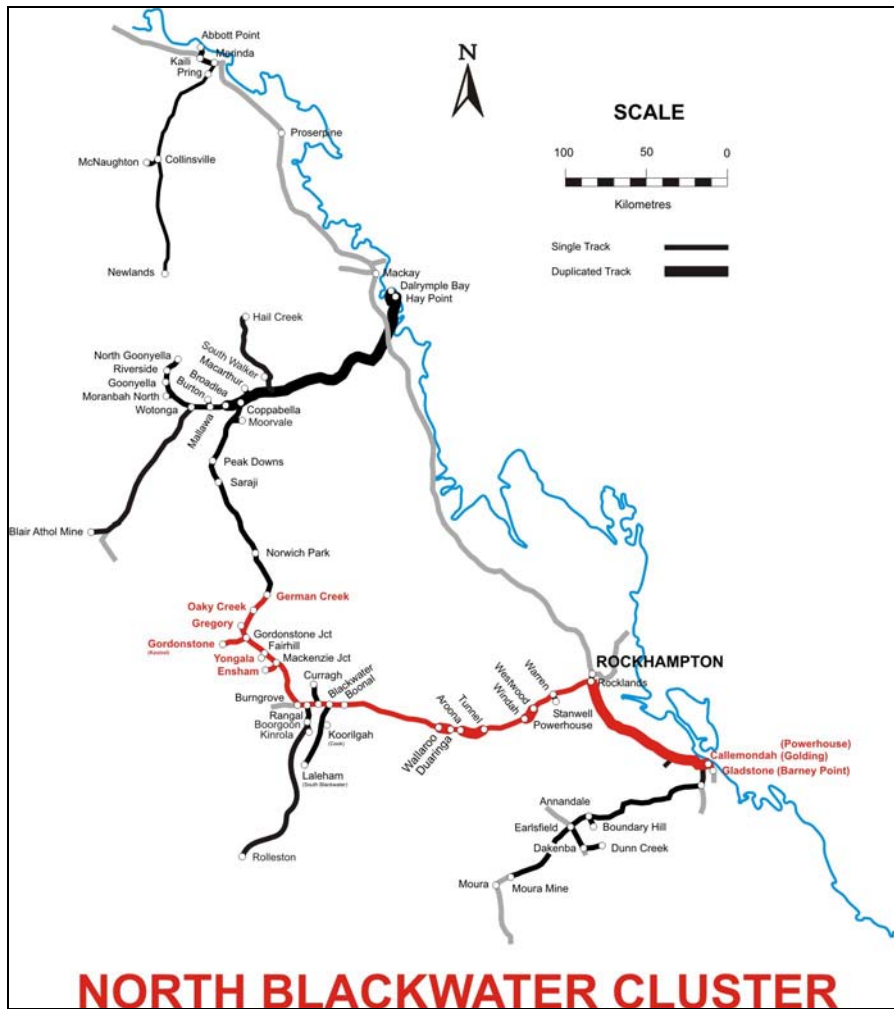 Abbott Point
Kaili
Merinda
Pring
N
SCALE
100
50
0
Kilometres
Proserpine
McNaughton
Collinsville
Single Track
Duplicated Track
Newlands
Mackay
Dalrymple Bay
Hay Point
Hail Creek
North Goonyella
Riverside
Goonyella
Moranbah North
Wotonga
Mallawa
Burton
Broadlea
Macarthur
South Walker
Coppabella
Moorvale
Peak Downs
Saraji
Blair Athol Mine
Norwich Park
German Creek
Oaky Creek
Gregory
Gordonstone
Gordonstone Jct
Fairhill
Yongala
Mackenzie Jct
Ensham
Curragh
Burngrove
Blackwater
Boonal
Rangal
Boorgoon
Kinrola
Koorilgah
(Cook)
Laleham
(South Blackwater)
Rolleston
Wallaroo
Duaringa
Aroona
Tunnel
Windah
Westwood
Warren
Stanwell
Powerhouse
ROCKHAMPTON
Rocklands
(Powerhouse)
Callemondah (Golding)
Gladstone (Barney Point)
Annandale
Earlsfield
Boundary Hill
Dakenba
Dunn Creek
Moura
Moura Mine
NORTH BLACKWATER CLUSTER